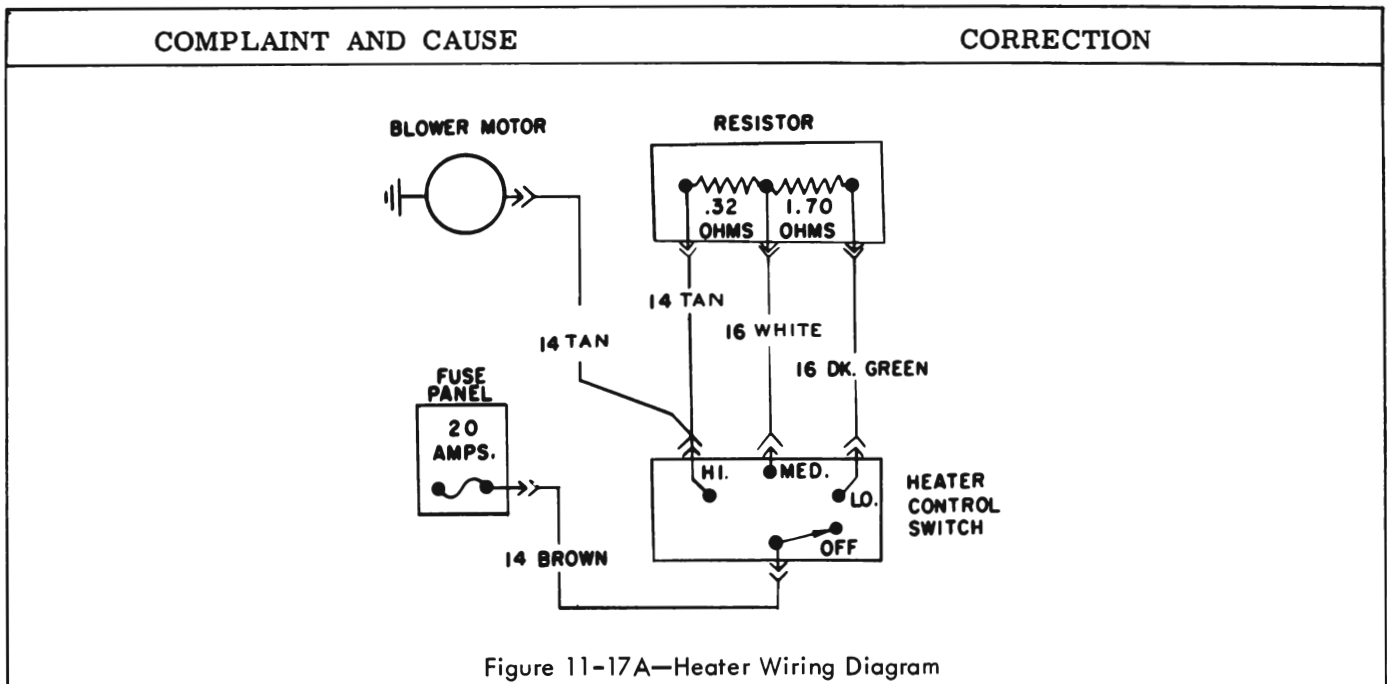 COMPLAINT AND CAUSE
CORRECTION
BLOWER MOTOR
RESISTOR
.32
OHMS
1.70
OHMS
14 TAN
16 WHITE
14 TAN
16 DK. GREEN
FUSE
PANEL
20
AMPS.
HI.
MED.
LO.
OFF
HEATER
CONTROL
SWITCH
14 BROWN
Figure 11-17A—Heater Wiring Diagram